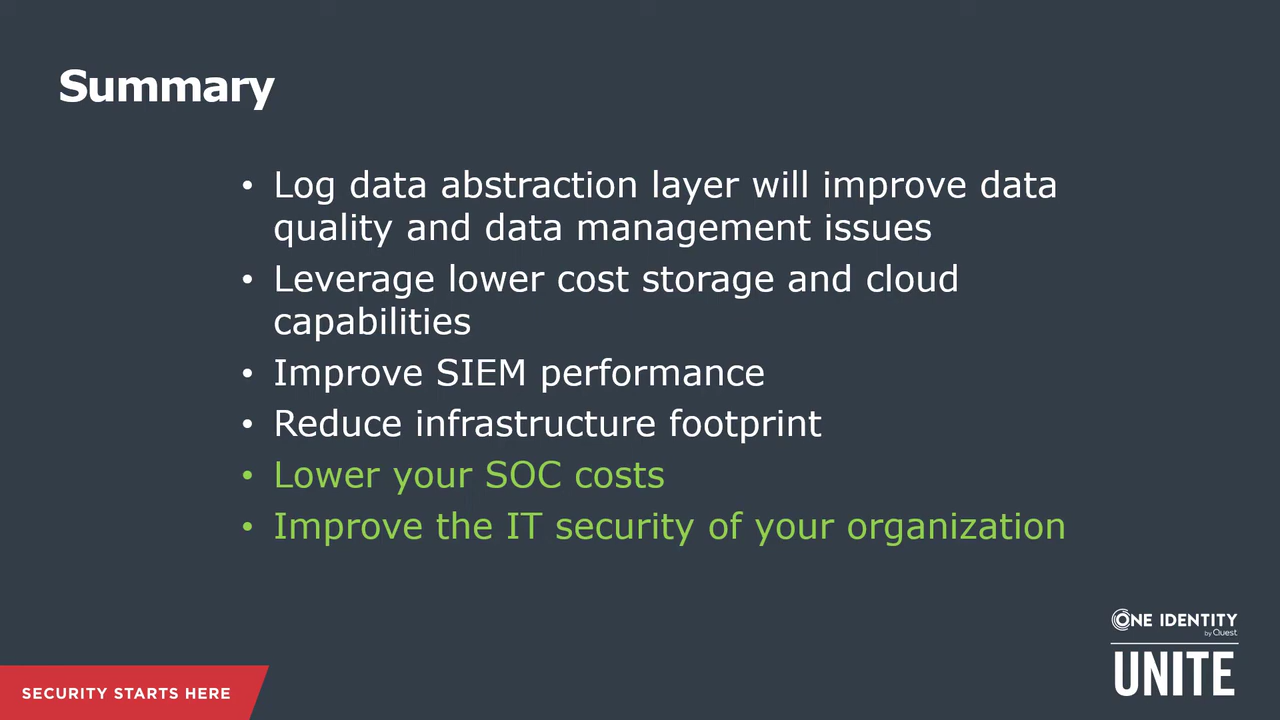 Summary
• Log data abstraction layer will improve data
quality and data management issues
• Leverage lower cost storage and cloud
capabilities
• Improve SIEM performance
• Reduce infrastructure footprint
• Lower your SOC costs
• Improve the IT security of your organization
ONE IDENTITY
by Quest
UNITE
SECURITY STARTS HERE